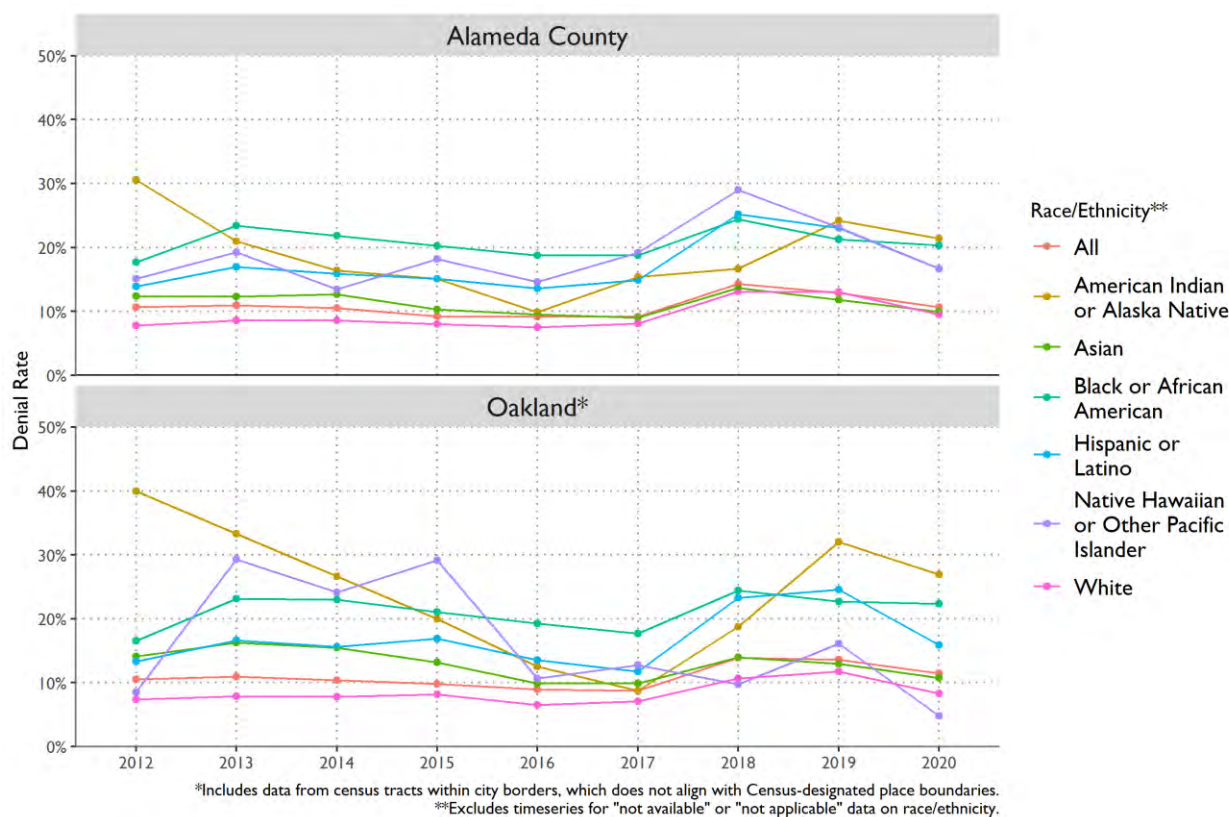 Alameda County
50%
40%
30%
20%
10%
0%
Denial Rate
Oakland*
50%
40%
30%
20%
10%
0%
2012 2013 2014 2015 2016 2017 2018 2019 2020
Race/Ethnicity**
All
American Indian
or Alaska Native
Asian
Black or African
American
Hispanic or
Latino
Native Hawaiian
or Other Pacific
Islander
White
*Includes data from census tracts within city borders, which does not align with Census-designated place boundaries.
**Excludes timeseries for "not available" or "not applicable" data on race/ethnicity.